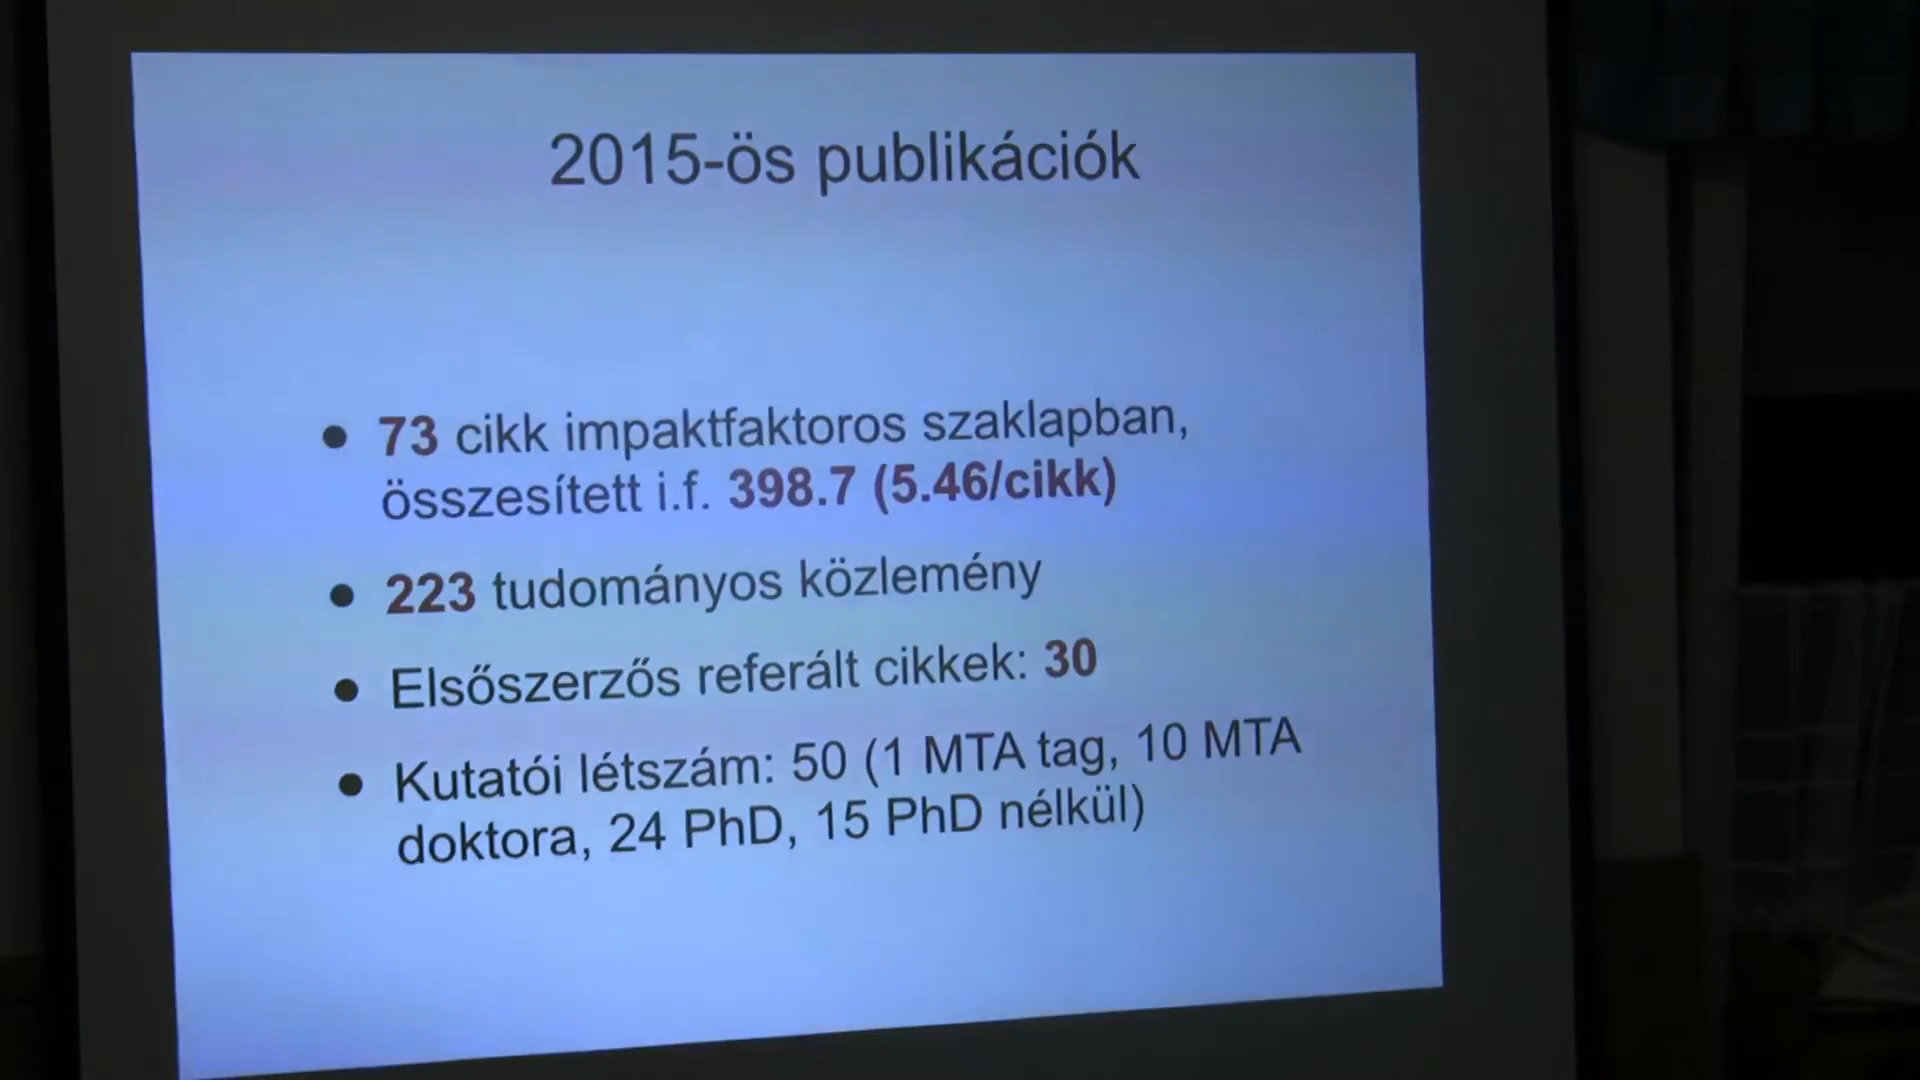 2015-ös publikációk
● 73 cikk impaktfaktoros szaklapban,
összesített i.f. 398.7 (5.46/cikk)
● 223 tudományos közlemény
● Elsőszerzős referált cikkek: 30
● Kutatói létszám: 50 (1 MTA tag, 10 MTA
doktora, 24 PhD, 15 PhD nélkül)